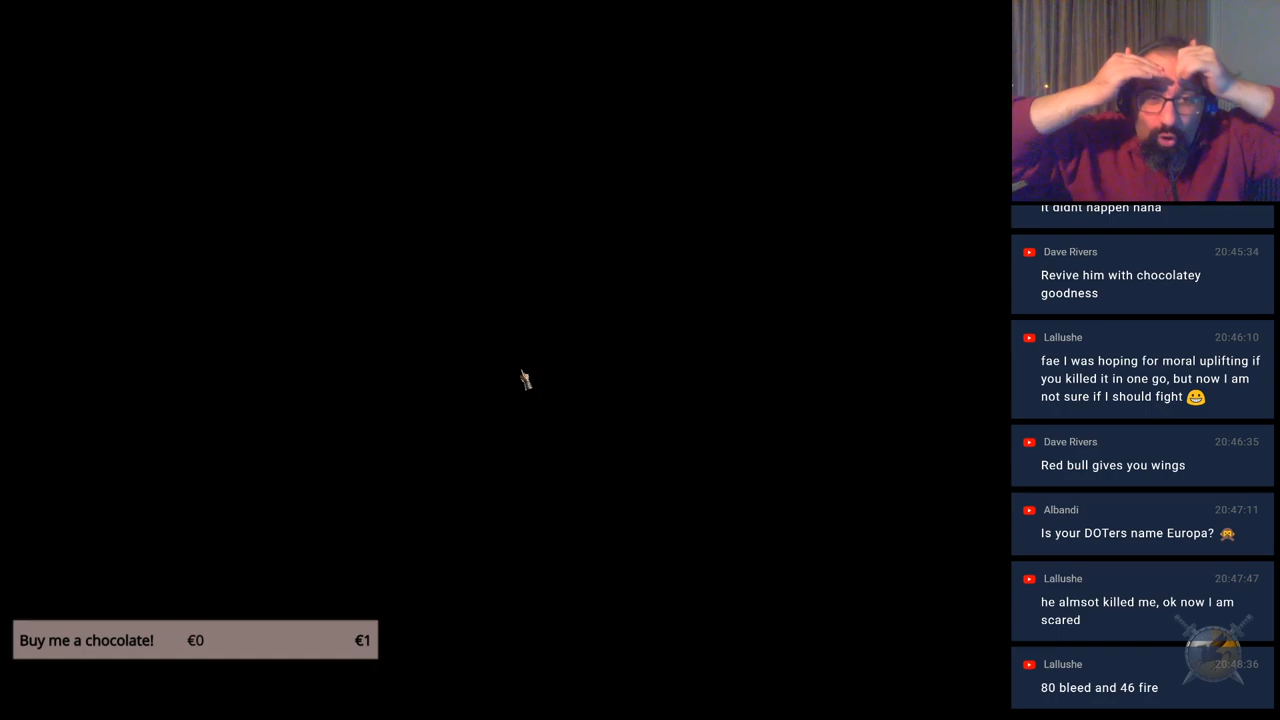 it didnt happen haha
Dave Rivers 20:45:34
Revive him with chocolatey
goodness
Lallushe 20:46:10
fae I was hoping for moral uplifting if
you killed it in one go, but now I am
not sure if I should fight 😀
Dave Rivers 20:46:35
Red bull gives you wings
Albandi 20:47:11
Is your DOTers name Europa? 🙊
Lallushe 20:47:47
he almsot killed me, ok now I am
scared
Lallushe 20:48:36
80 bleed and 46 fire
Buy me a chocolate! €0 €1